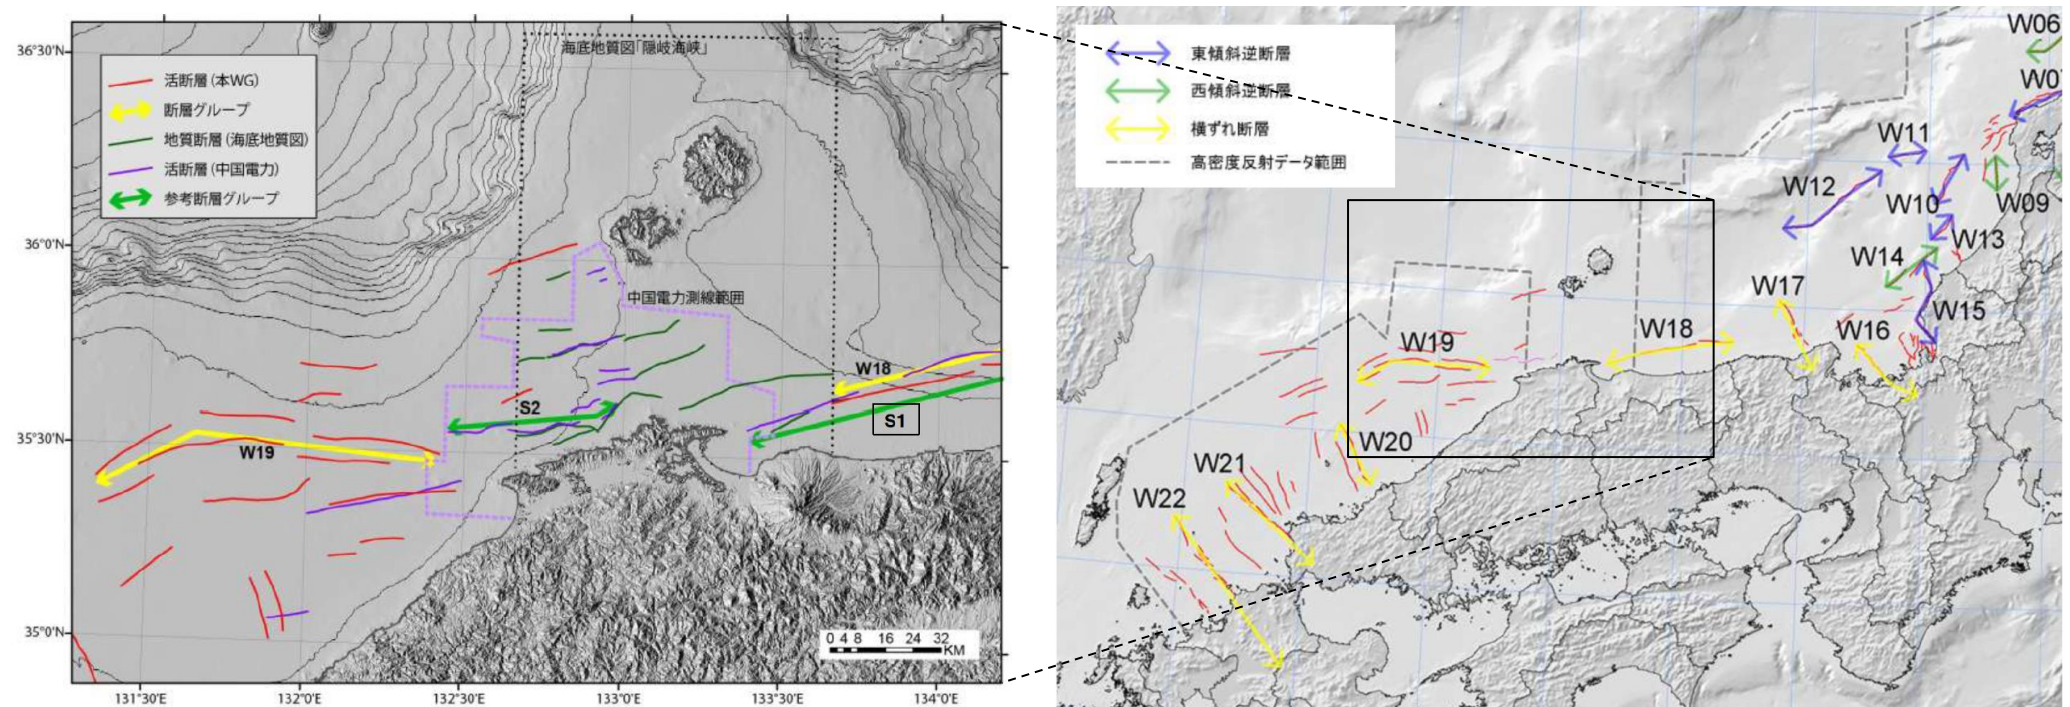 36°30'N
36°0'N
35°30'N
35°0'N
131°30'E
132°0'E
132°30'E
133°0'E
133°30'E
134°0'E
活断層(本WG)
断層グループ
地質断層(海底地質図)
活断層(中国電力)
参考断層グループ
海底地質図「隠岐海峡」
中国電力測線範囲
W18
S2
S1
W19
0 4 8 16 24 32
KM
東傾斜逆断層
西傾斜逆断層
横ずれ断層
高密度反射データ範囲
W06
W07
W11
W12
W10
W09
W13
W14
W17
W15
W16
W18
W19
W20
W21
W22